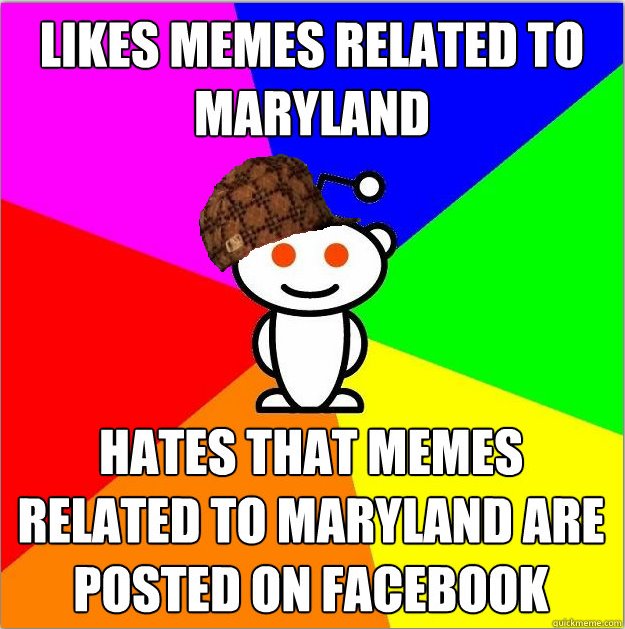 LIKES MEMES RELATED TO
MARYLAND
HATES THAT MEMES
RELATED TO MARYLAND ARE
POSTED ON FACEBOOK
quickmeme.com